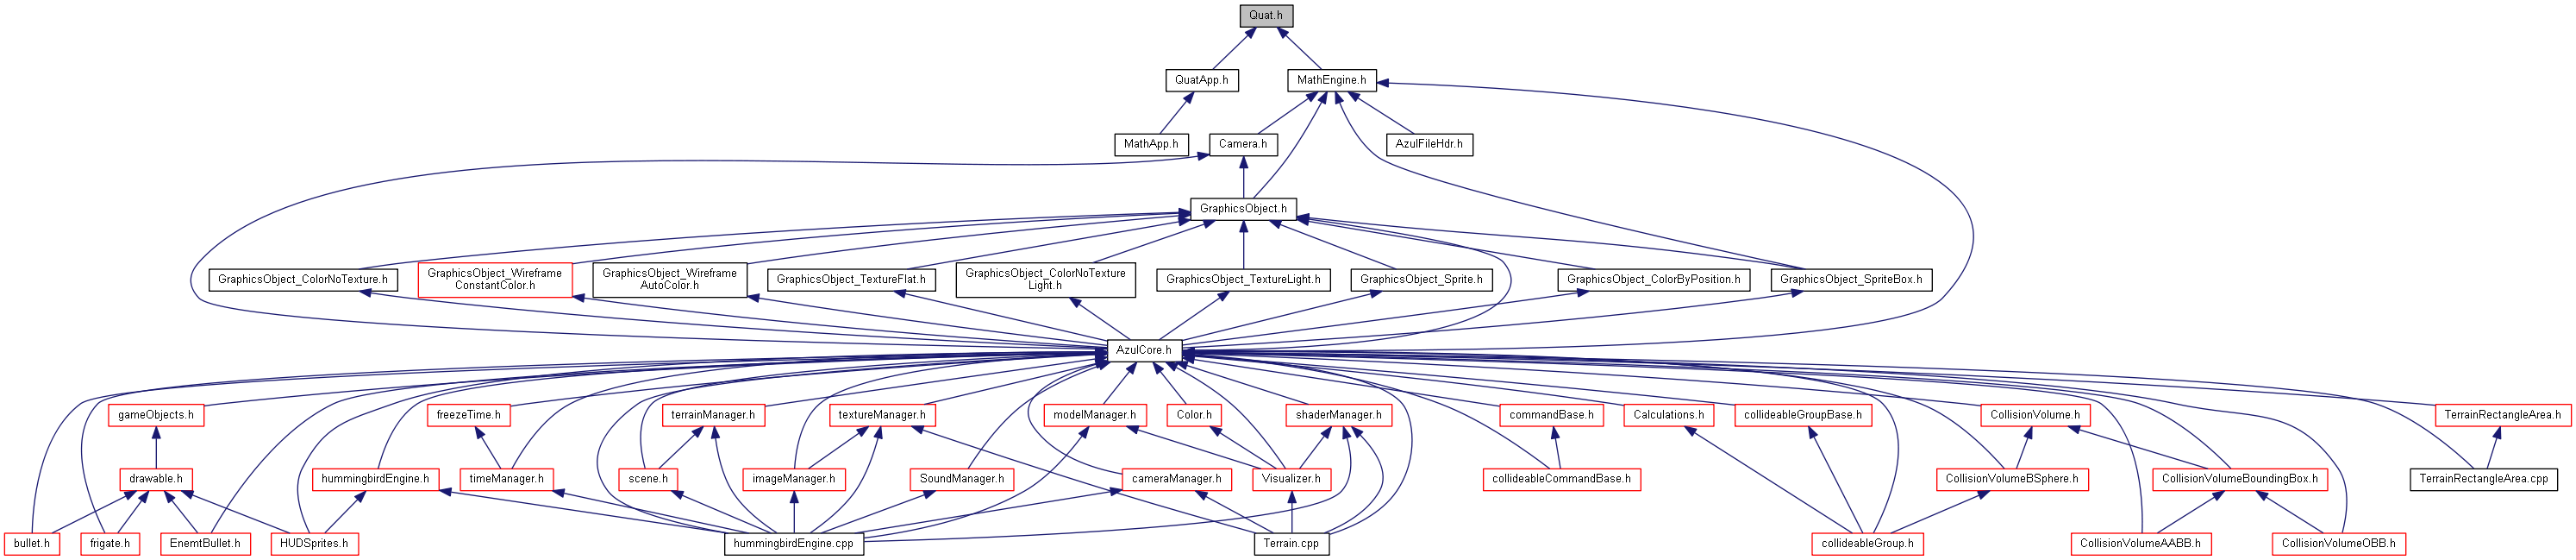 Quat.h
QuatApp.h
MathEngine.h
MathApp.h
Camera.h
AzulFileHdr.h
GraphicsObject.h
GraphicsObject_ColorNoTexture.h
GraphicsObject_Wireframe
ConstantColor.h
GraphicsObject_Wireframe
AutoColor.h
GraphicsObject_TextureFlat.h
GraphicsObject_ColorNoTexture
Light.h
GraphicsObject_TextureLight.h
GraphicsObject_Sprite.h
GraphicsObject_ColorByPosition.h
GraphicsObject_SpriteBox.h
AzulCore.h
gameObjects.h
freezeTime.h
terrainManager.h
textureManager.h
modelManager.h
Color.h
shaderManager.h
commandBase.h
Calculations.h
collideableGroupBase.h
CollisionVolume.h
TerrainRectangleArea.h
drawable.h
hummingbirdEngine.h
timeManager.h
scene.h
imageManager.h
SoundManager.h
cameraManager.h
Visualizer.h
collideableCommandBase.h
CollisionVolumeBSphere.h
CollisionVolumeBoundingBox.h
TerrainRectangleArea.cpp
bullet.h
frigate.h
EnemtBullet.h
HUDSprites.h
hummingbirdEngine.cpp
Terrain.cpp
collideableGroup.h
CollisionVolumeAABB.h
CollisionVolumeOBB.h